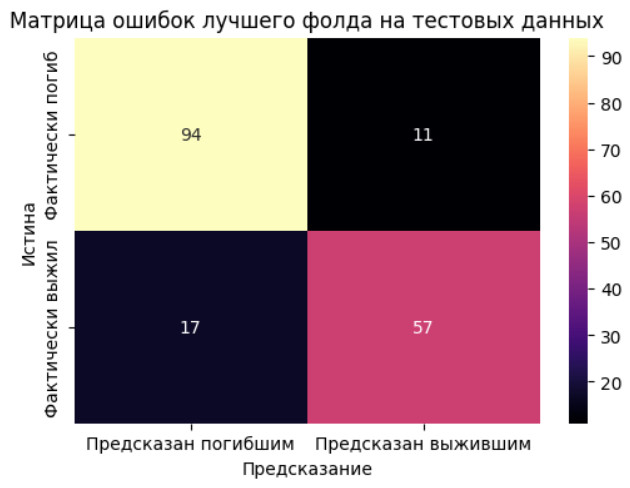 Матрица ошибок лучшего фолда на тестовых данных
Истина
Фактически погиб
Фактически выжил
94
11
17
57
Предсказан погибшим
Предсказан выжившим
Предсказание
90
80
70
60
50
40
30
20